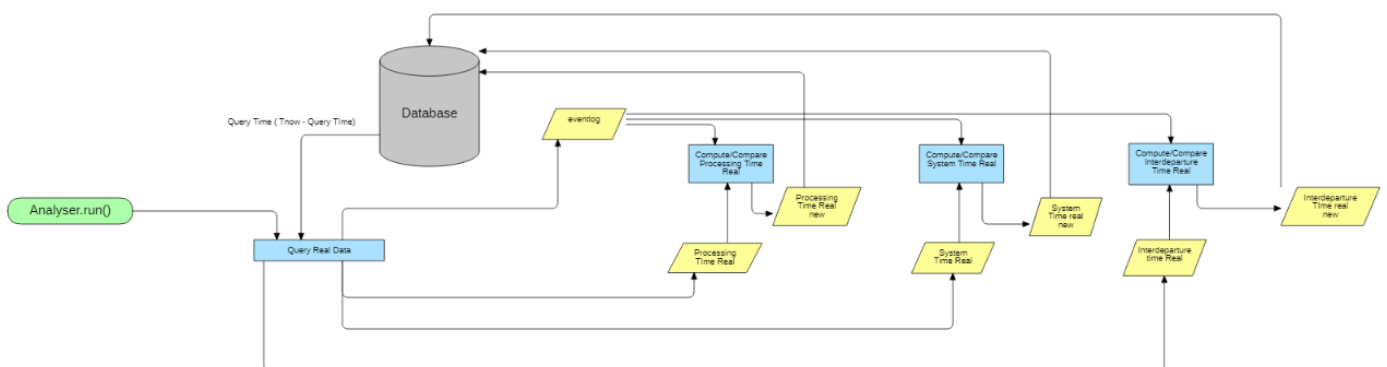 Database
Query Time ( Tnow - Query TIme)
eventlog
Compute/Compare
Processing Time
Real
Compute/Compare
System Time Real
Compute/Compare
Interdeparture
Time Real
Processing
Time Real
new
System
Time real
new
Interdeparture
TIme real
new
Analyser.run()
Query Real Data
Processing
TIme Real
System
Time Real
Interdeparture
time Real